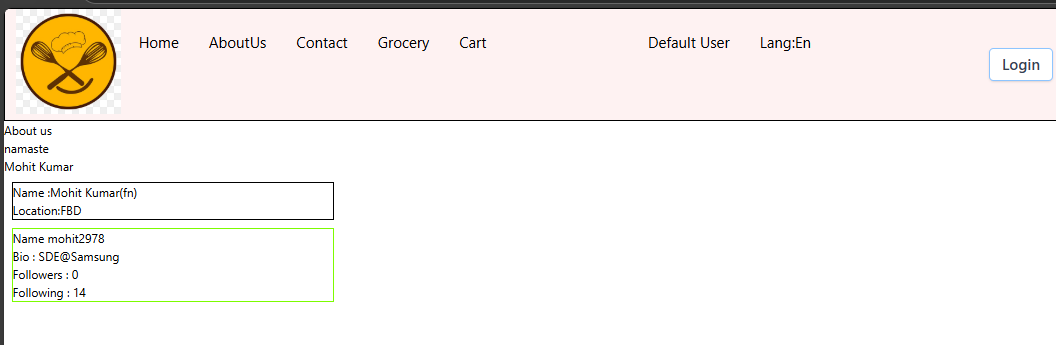 Home AboutUs Contact Grocery Cart Default User Lang:En
Login
About us
namaste
Mohit Kumar
Name :Mohit Kumar(fn)
Location:FBD
Name mohit2978
Bio : SDE@Samsung
Followers : 0
Following : 14